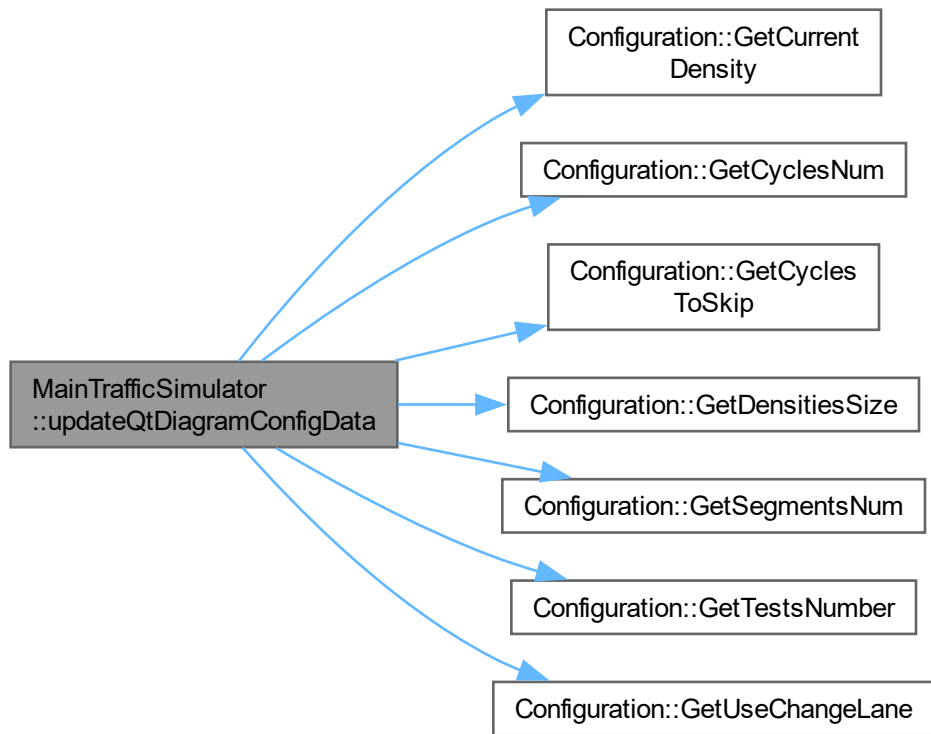 Configuration::GetCurrent
Density
Configuration::GetCyclesNum
Configuration::GetCycles
ToSkip
MainTrafficSimulator
::updateQtDiagramConfigData
Configuration::GetDensitiesSize
Configuration::GetSegmentsNum
Configuration::GetTestsNumber
Configuration::GetUseChangeLane